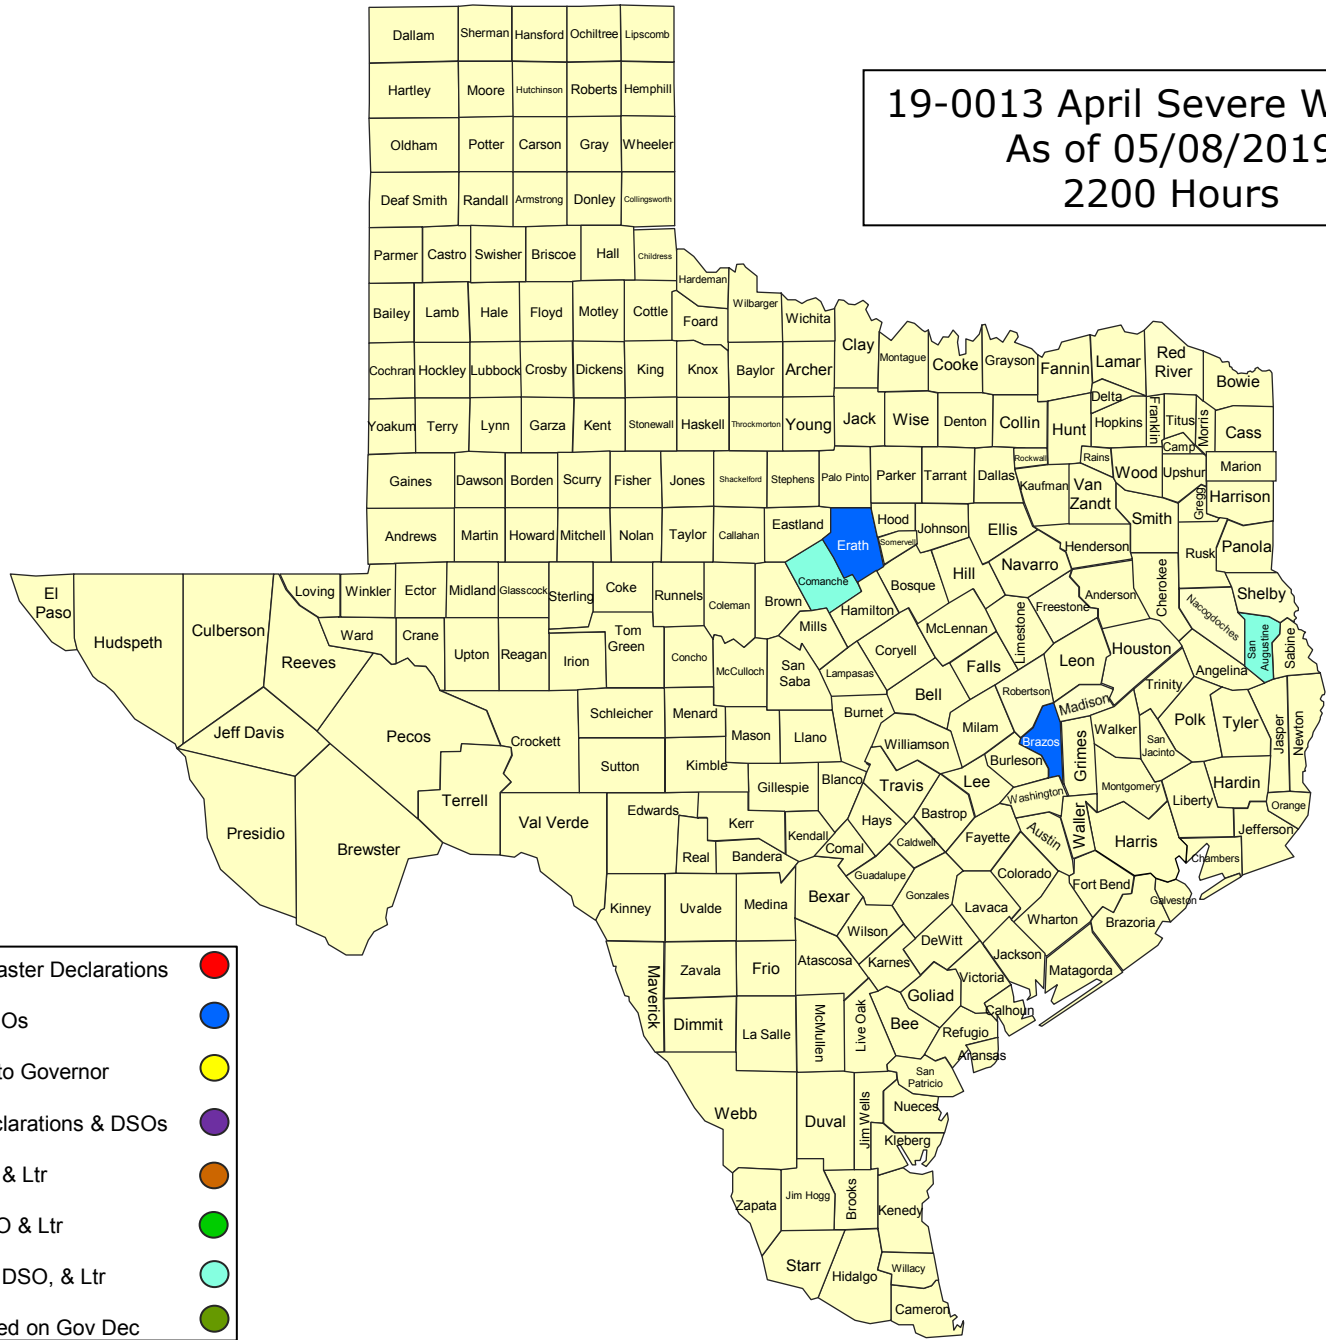 Dallam Sherman Hansford Ochiltree Lipscomb
Hartley Moore Hutchinson Roberts Hemphill
19-0013 April Severe W
As of 05/08/2019
2200 Hours
Oldham Potter Carson Gray Wheeler
Deaf Smith Randall Armstrong Donley Collingsworth
Parmer Castro Swisher Briscoe Hall Childress
Hardeman
Bailey Lamb Hale Floyd Motley Cottle Foard Wilbarger Wichita
Clay Montague Cooke Grayson Fannin Lamar Red River Bowie
Cochran Hockley Lubbock Crosby Dickens King Knox Baylor Archer
Delta
Yoakum Terry Lynn Garza Kent Stonewall Haskell Throckmorton Young Jack Wise Denton Collin Hunt Hopkins Franklin Titus Morris Cass
Camp
Rockwall Rains
Gaines Dawson Borden Scurry Fisher Jones Shackelford Stephens Palo Pinto Parker Tarrant Dallas Kaufman Van Zandt Wood Upshur Marion
Gregg Harrison
Andrews Martin Howard Mitchell Nolan Taylor Callahan Eastland Erath Hood Somervell Johnson Ellis Henderson Smith Rusk Panola
El Paso Hudspeth Culberson Loving Winkler Ector Midland Glasscock Sterling Coke Runnels Coleman Brown Comanche Hamilton Bosque Hill Navarro Freestone Anderson Cherokee Nacogdoches Shelby
Reeves Ward Crane Upton Reagan Irion Tom Green Concho McCulloch San Saba Mills Lampasas Coryell McLennan Limestone Falls Leon Houston Angelina San Augustine Sabine
Jeff Davis Pecos Crockett Schleicher Menard Mason Llano Burnet Bell Milam Robertson Madison Trinity
Williamson Brazos Grimes Walker San Jacinto Polk Tyler Jasper Newton
Terrell Sutton Kimble Gillespie Blanco Travis Lee Burleson Washington Montgomery Liberty Hardin Orange
Presidio Brewster Val Verde Edwards Kerr Kendall Hays Bastrop Caldwell Fayette Austin Waller Harris Jefferson Chambers
Real Bandera Comal Guadalupe Gonzales Colorado Fort Bend Galveston
Kinney Uvalde Medina Bexar Wilson Lavaca Wharton Brazoria
Maverick Zavala Frio Atascosa Karnes DeWitt Jackson Matagorda
Dimmit La Salle McMullen Live Oak Bee Goliad Victoria Calhoun
Refugio Aransas
San Patricio
Webb Duval Jim Wells Nueces
Kleberg
Zapata Jim Hogg Brooks Kenedy
Starr Hidalgo Willacy
Cameron
aster Declarations
Os
to Governor
clarations & DSOs
& Ltr
O & Ltr
DSO, & Ltr
ed on Gov Dec